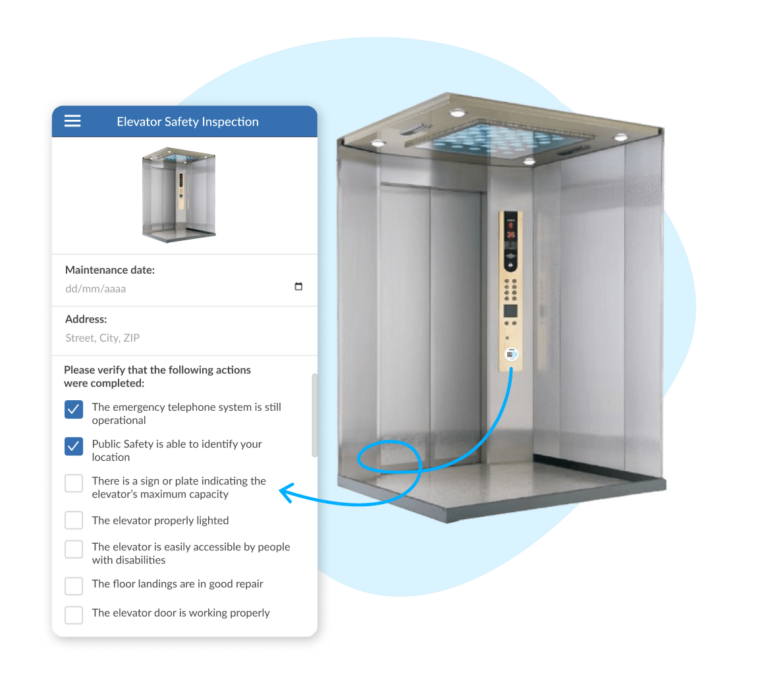 Elevator Safety Inspection
Maintenance date:
dd/mm/aaaa
Address:
Street, City, ZIP
Please verify that the following actions
were completed:
The emergency telephone system is still
operational
Public Safety is able to identify your
location
There is a sign or plate indicating the
elevator's maximum capacity
The elevator properly lighted
The elevator is easily accessible by people
with disabilities
The floor landings are in good repair
The elevator door is working properly